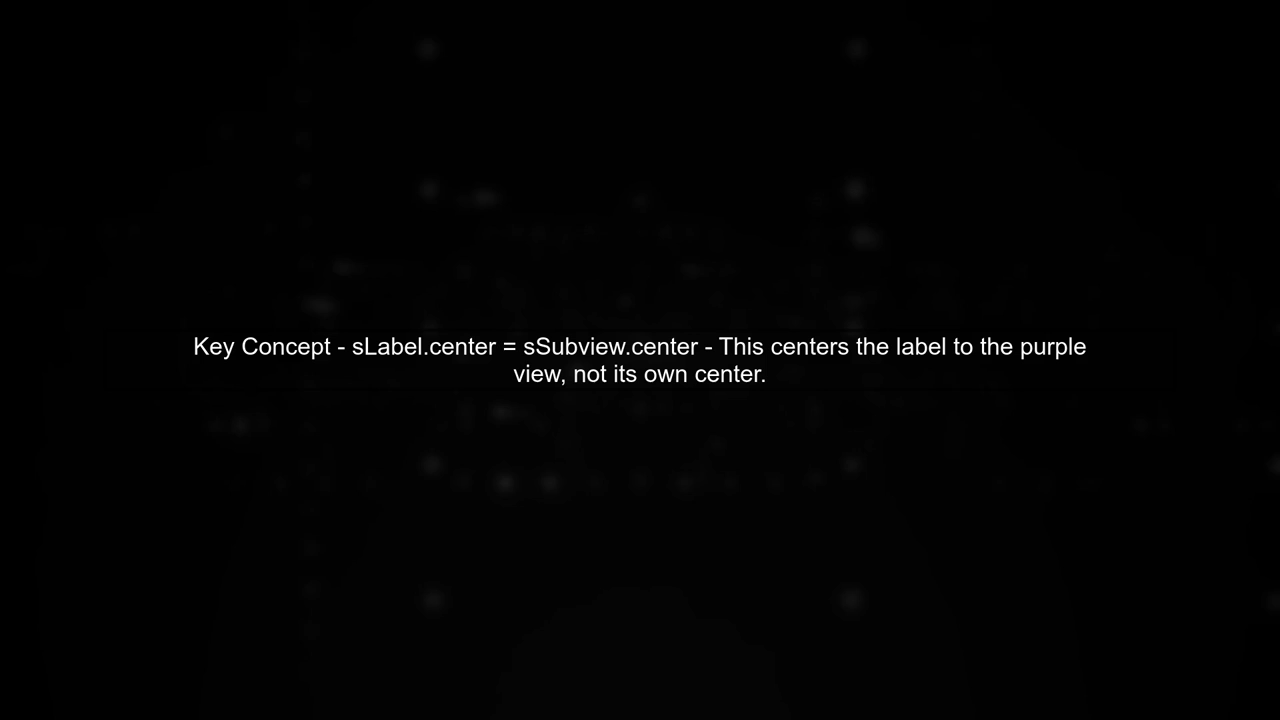 Key Concept - sLabel.center = sSubview.center - This centers the label to the purple
view, not its own center.